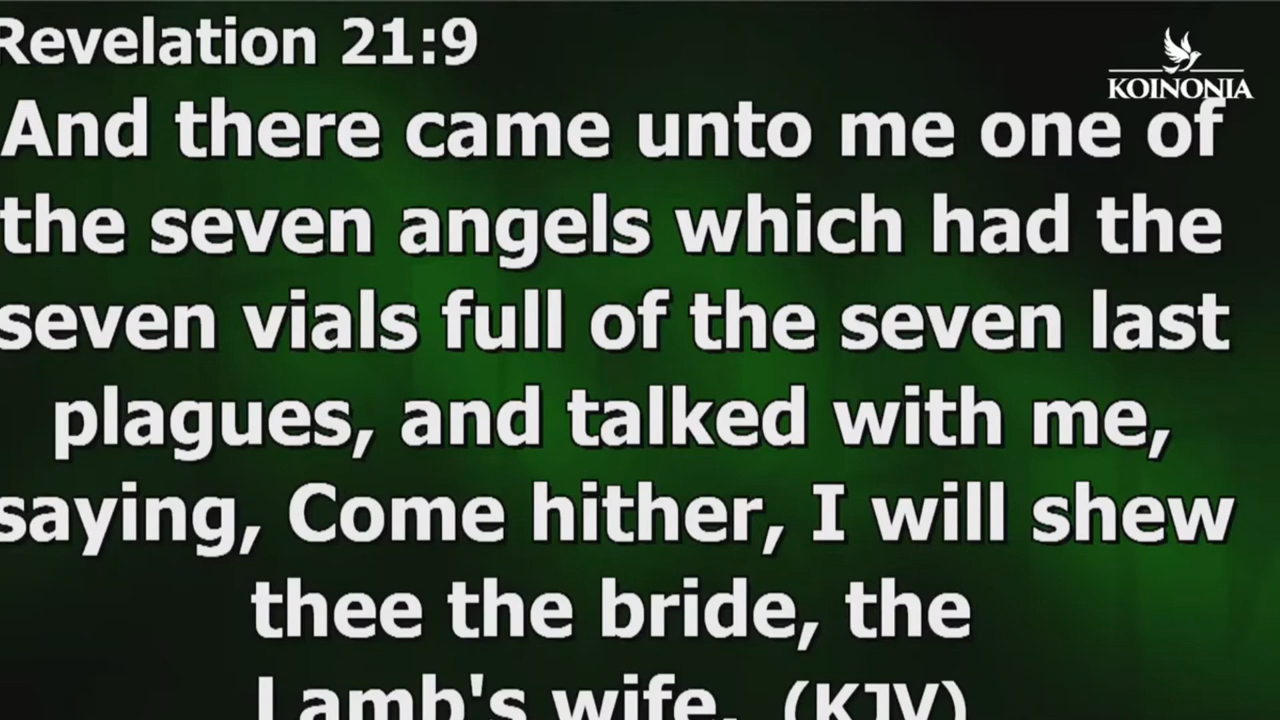 Revelation 21:9
KOINONIA
And there came unto me one of
the seven angels which had the
seven vials full of the seven last
plagues, and talked with me,
saying, Come hither, I will shew
thee the bride, the
Lamb's wife. (KJV)